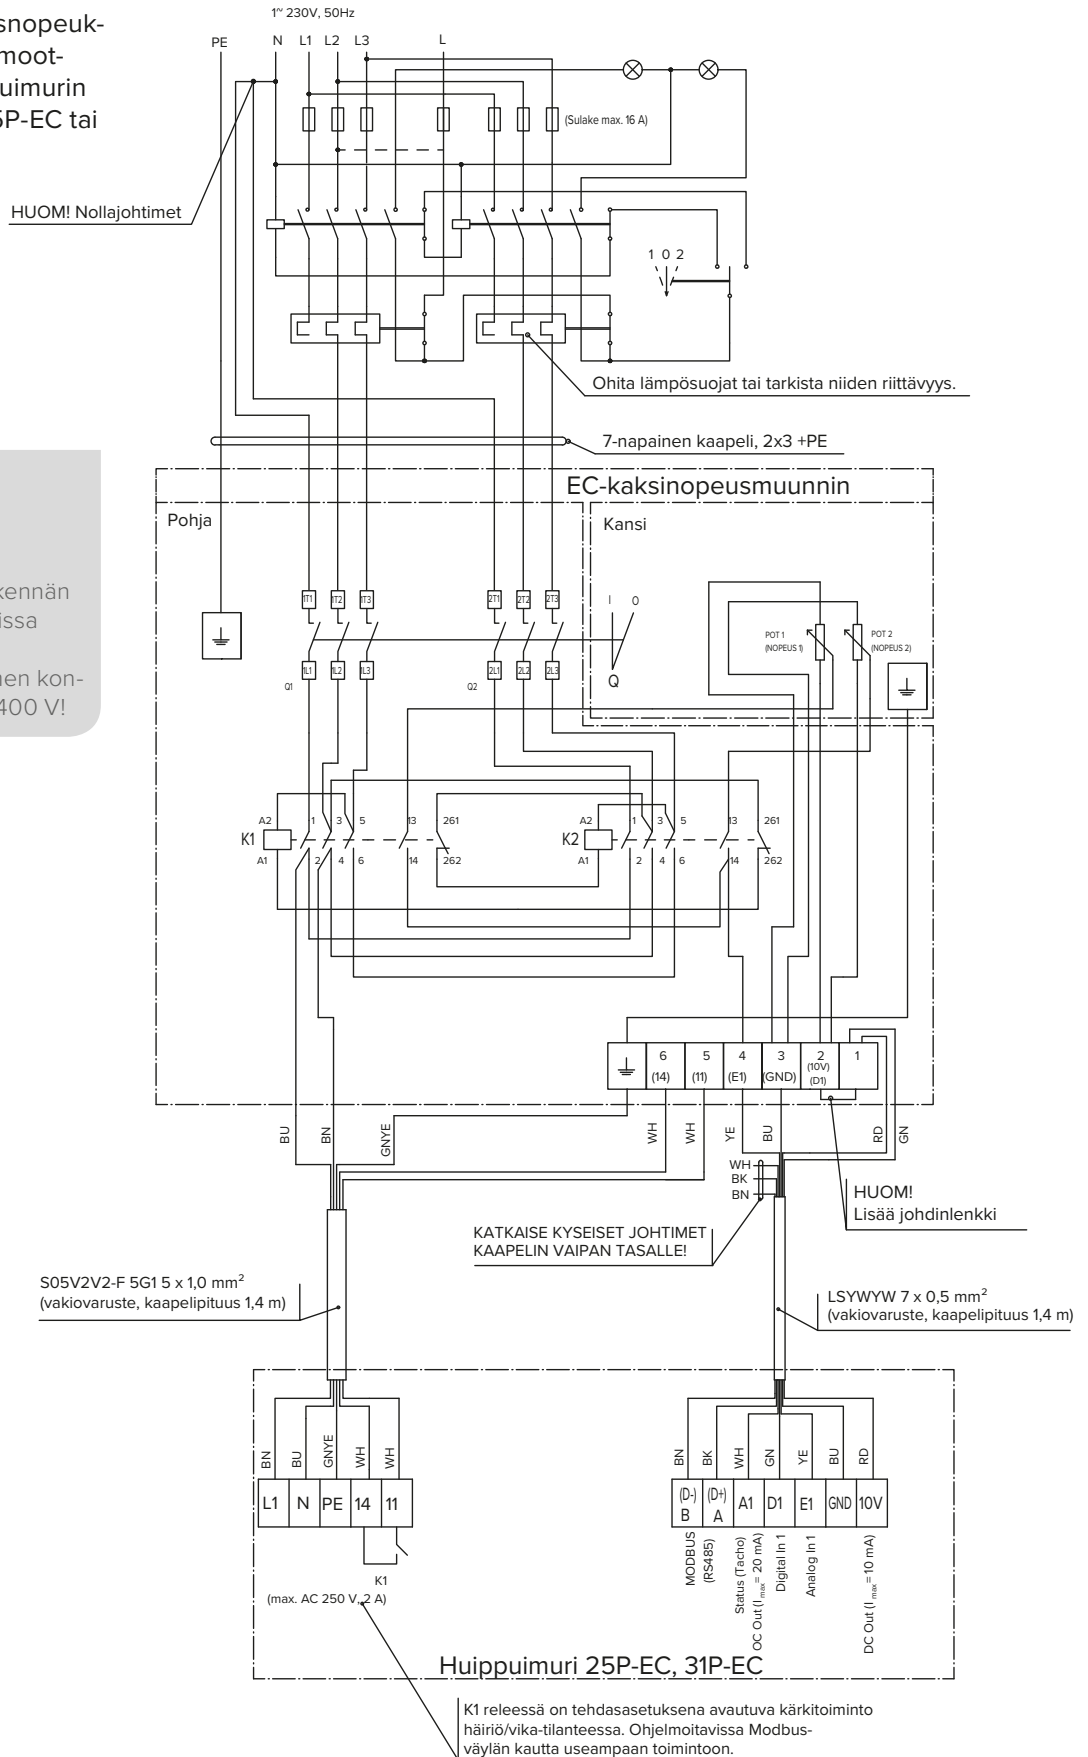 snopeuk-
moot-
uimurin
5P-EC tai
1~ 230V, 50Hz
PE N L1 L2 L3 L
(Sulake max. 16 A)
HUOM! Nollajohtimet
1 0 2
Ohita lämpösuojat tai tarkista niiden riittävyys.
7-napainen kaapeli, 2x3 +PE
kennän
issa
nen kon-
400 V!
EC-kaksinopeusmuunnin
Pohja
Kansi
1T1 1T2 1T3 2T1 2T2 2T3
I O
POT 1
(NOPEUS 1)
POT 2
(NOPEUS 2)
1L1 1L2 1L3 2L1 2L2 2L3
Q1 Q2 Q
A2 1 3 5 13 261 A2 1 3 5 13 261
K1 K2
A1 2 4 6 14 262 A1 2 4 6 14 262
6 5 4 3 2 1
(14) (11) (E1) (GND) (10V)
(D1)
BU BN GNYE WH WH YE BU RD GN
WH
BK
BN
HUOM!
Lisää johdinlenkki
KATKAISE KYSEISET JOHTIMET
KAAPELIN VAIPAN TASALLE!
S05V2V2-F 5G1 5 x 1,0 mm²
(vakiovaruste, kaapelipituus 1,4 m)
LSYWYW 7 x 0,5 mm²
(vakiovaruste, kaapelipituus 1,4 m)
BN BU GNYE WH WH
BN BK WH GN YE BU RD
L1 N PE 14 11
(D-) (D+)
B A A1 D1 E1 GND 10V
MODBUS
(RS485)
Status (Tacho)
OC Out (I max = 20 mA)
Digital In 1
Analog In 1
DC Out (I max = 10 mA)
K1
(max. AC 250 V, 2 A)
Huippuimuri 25P-EC, 31P-EC
K1 releessä on tehdasasetuksena avautuva kärkitoiminto
häiriö/vika-tilanteessa. Ohjelmoitavissa Modbus-
väylän kautta useampaan toimintoon.